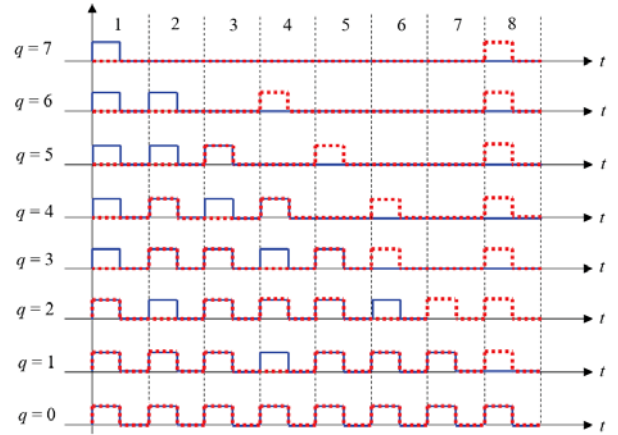 1 2 3 4 5 6 7 8
q = 7 t
q = 6 t
q = 5 t
q = 4 t
q = 3 t
q = 2 t
q = 1 t
q = 0 t